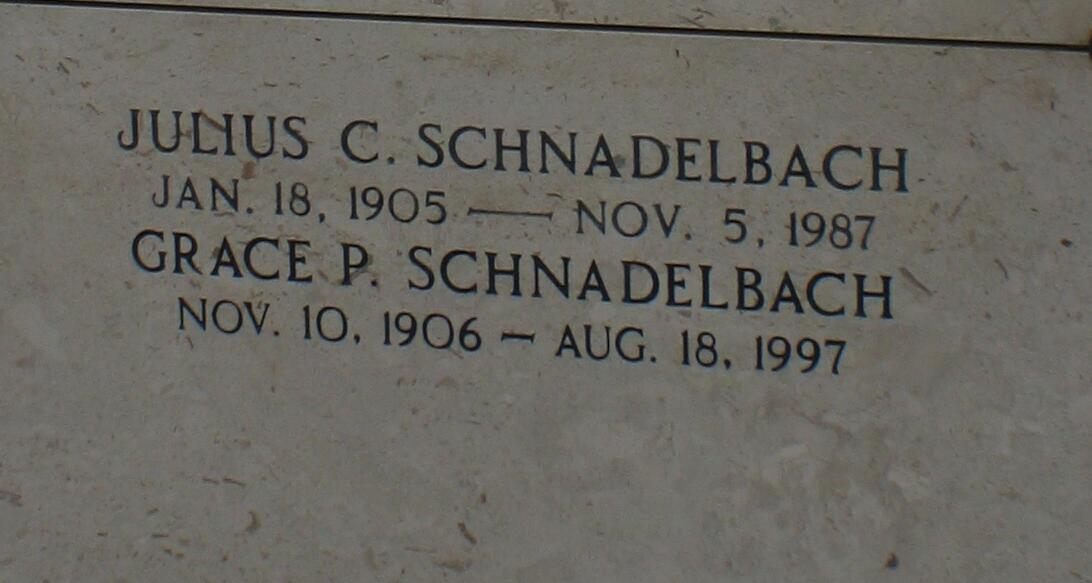 JULIUS C. SCHNADELBACH
JAN. 18, 1905 — NOV. 5, 1987
GRACE P. SCHNADELBACH
NOV. 10, 1906 – AUG. 18, 1997